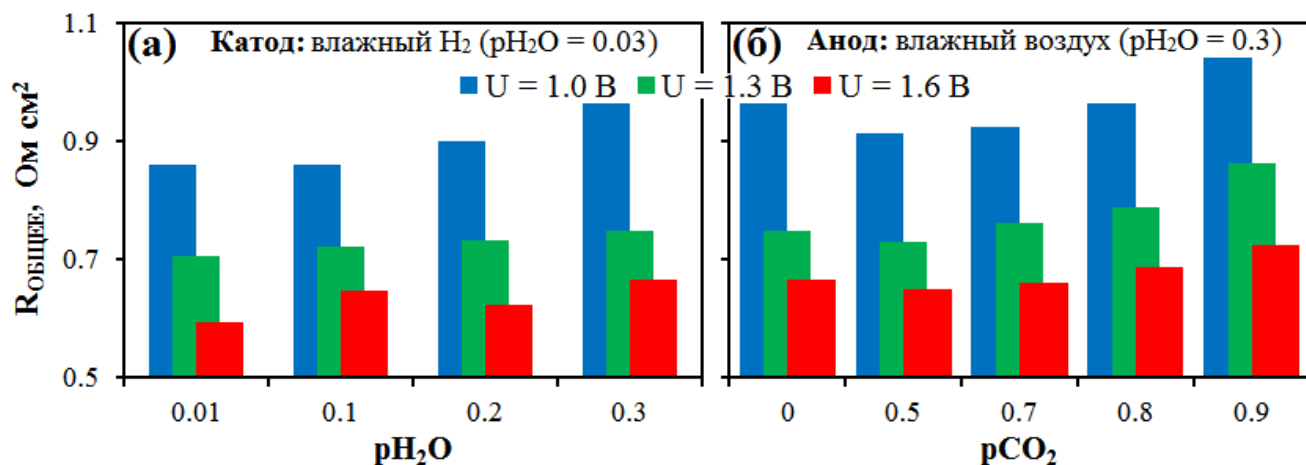 1.1
0.9
0.7
0.5
R_ОБЩЕЕ, Ом см²
(а) Катод: влажный H₂ (pH₂O = 0.03)
(б) Анод: влажный воздух (pH₂O = 0.3)
U = 1.0 В U = 1.3 В U = 1.6 В
0.01 0.1 0.2 0.3
pH₂O
0 0.5 0.7 0.8 0.9
pCO₂